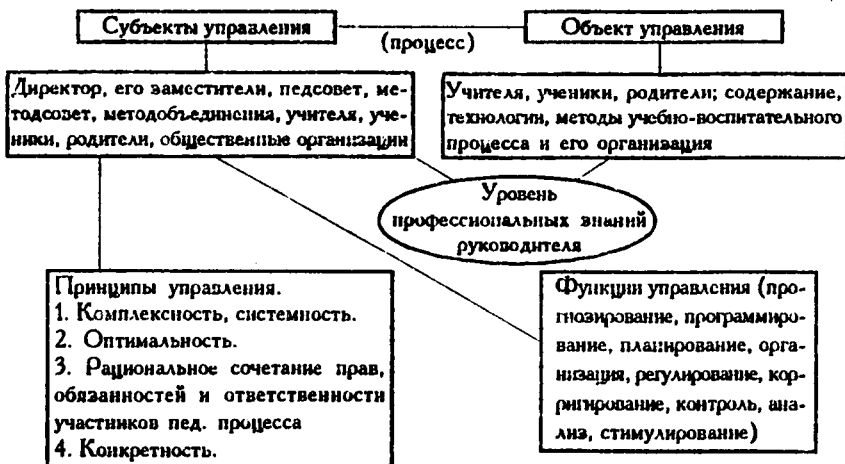 Субъекты управления
(процесс)
Объект управления
Директор, его заместители, педсовет, ме-
тодсовет, методобъединения, учителя, уче-
ники, родители, общественные организации
Учителя, ученики, родители; содержание,
технологии, методы учебно-воспитательного
процесса и его организация
Уровень
профессиональных знаний
руководителя
Принципы управления.
1. Комплексность, системность.
2. Оптимальность.
3. Рациональное сочетание прав,
обязанностей и ответственности
участников пед. процесса
4. Конкретность.
Функции управления (про-
гнозирование, программиро-
вание, планирование, орга-
низация, регулирование, кор-
ригирование, контроль, ана-
лиз, стимулирование)